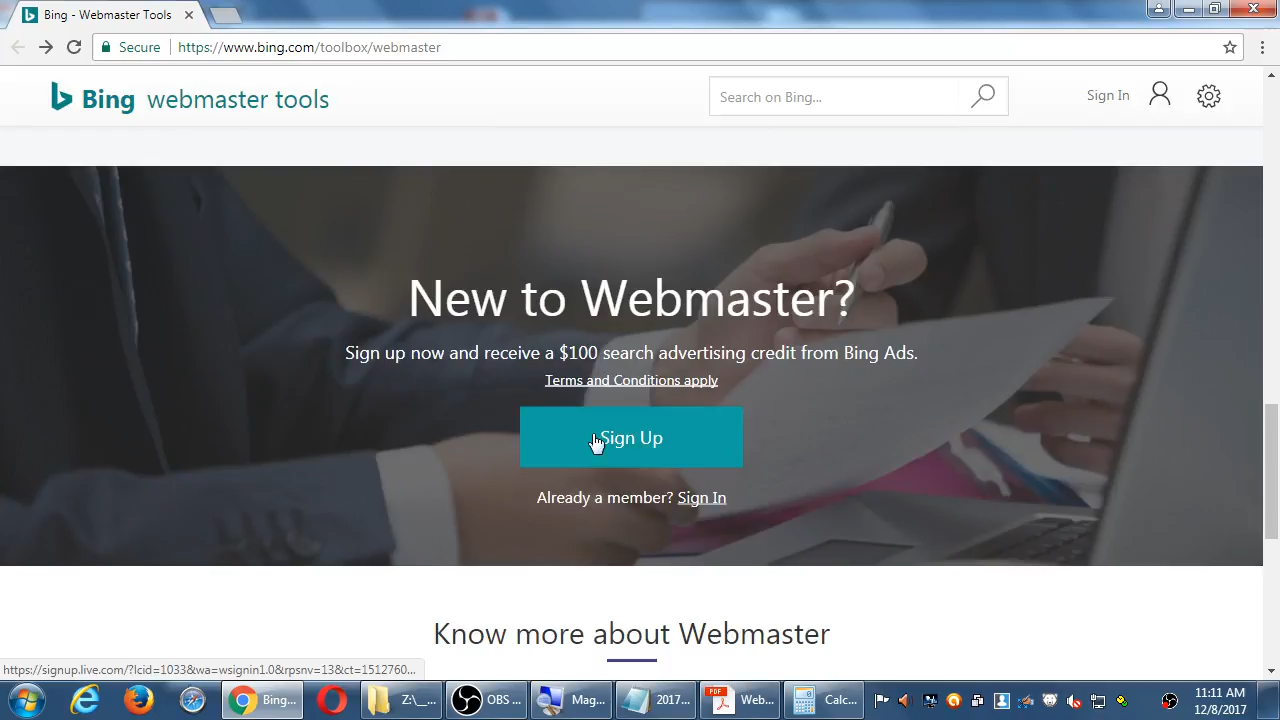 Bing - Webmaster Tools
Secure https://www.bing.com/toolbox/webmaster
Bing webmaster tools
Search on Bing...
Sign In
New to Webmaster?
Sign up now and receive a $100 search advertising credit from Bing Ads.
Terms and Conditions apply
Sign Up
Already a member? Sign In
Know more about Webmaster
https://signup.live.com/?lcid=1033&wa=wsignin1.0&rpsnv=13&ct=1512760...
Bing...
Z:\__...
OBS ...
Mag...
2017...
PDF
Web...
Calc...
11:11 AM
12/8/2017